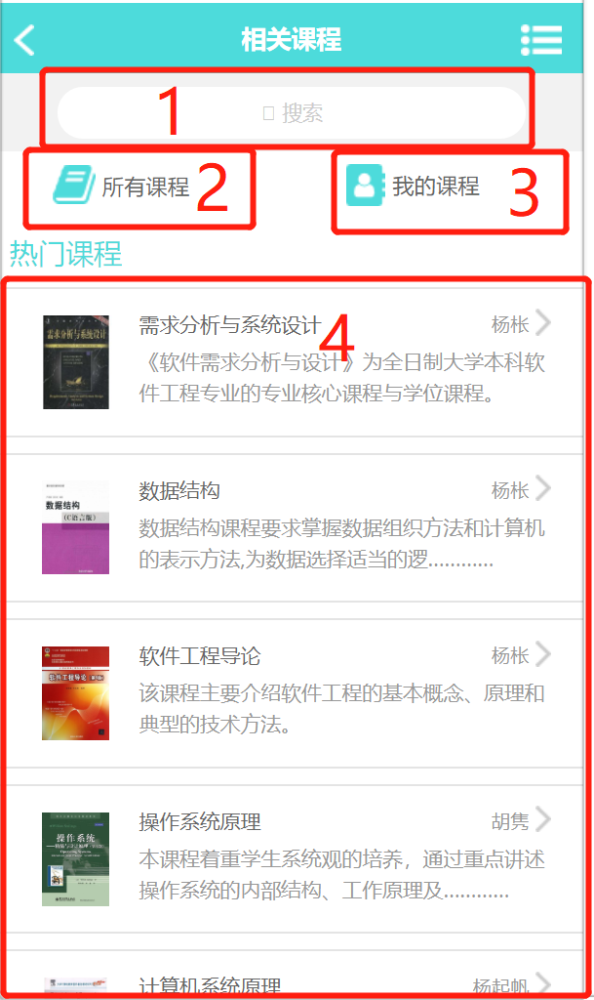 相关课程
1
搜索
所有课程
2
我的课程
3
热门课程
需求分析与系统设计
杨枨
4
《软件需求分析与设计》为全日制大学本科软
件工程专业的专业核心课程与学位课程。
需求分析与系统设计
数据结构
杨枨
数据结构课程要求掌握数据组织方法和计算机
的表示方法,为数据选择适当的逻............
数据结构
(C语言版)
软件工程导论
杨枨
该课程主要介绍软件工程的基本概念、原理和
典型的技术方法。
软件工程导论
操作系统原理
胡隽
本课程着重学生系统观的培养，通过重点讲述
操作系统的内部结构、工作原理及............
操作系统
计算机系统原理
杨起帆